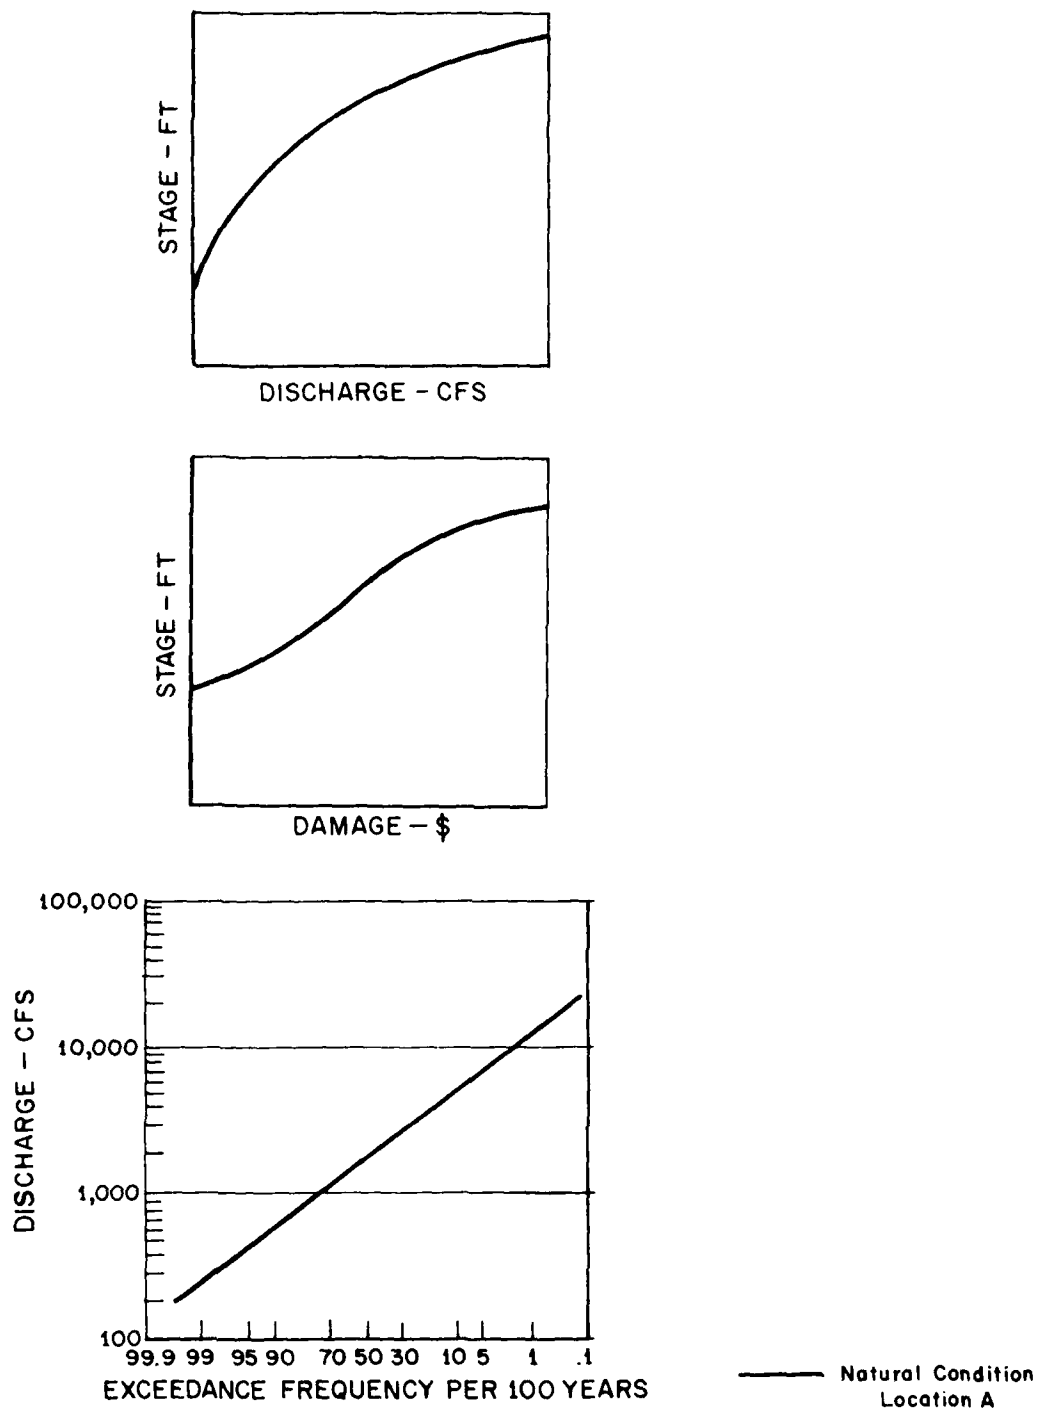 STAGE - FT
DISCHARGE - CFS
STAGE - FT
DAMAGE - $
DISCHARGE - CFS
100,000
10,000
1,000
100
99.9 99 95 90 70 50 30 10 5 1 .1
EXCEEDANCE FREQUENCY PER 100 YEARS
Natural Condition
Location A